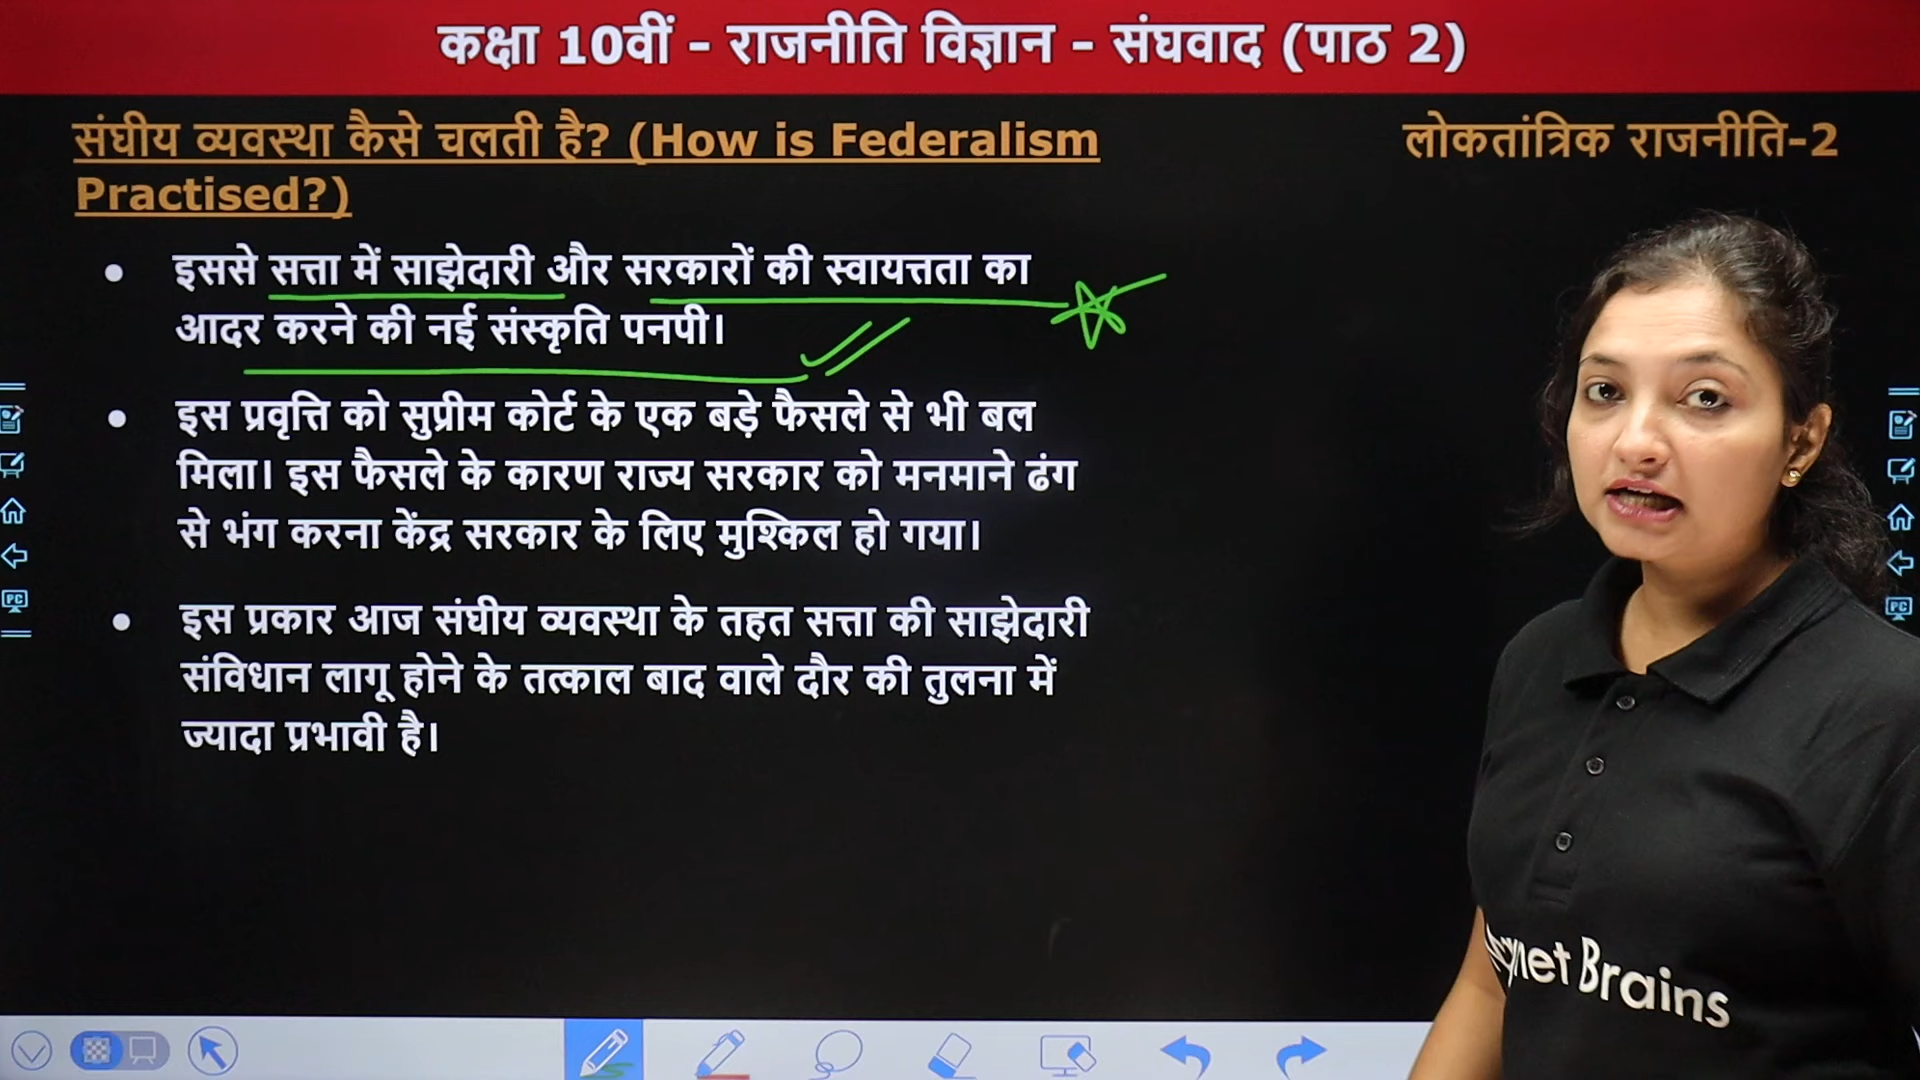 कक्षा 10वीं - राजनीति विज्ञान - संघवाद (पाठ 2)
संघीय व्यवस्था कैसे चलती है? (How is Federalism
Practised?)
लोकतांत्रिक राजनीति-2
• इससे सत्ता में साझेदारी और सरकारों की स्वायत्तता का
आदर करने की नई संस्कृति पनपी।
• इस प्रवृत्ति को सुप्रीम कोर्ट के एक बड़े फैसले से भी बल
मिला। इस फैसले के कारण राज्य सरकार को मनमाने ढंग
से भंग करना केंद्र सरकार के लिए मुश्किल हो गया।
• इस प्रकार आज संघीय व्यवस्था के तहत सत्ता की साझेदारी
संविधान लागू होने के तत्काल बाद वाले दौर की तुलना में
ज्यादा प्रभावी है।
PC
PC
Brains